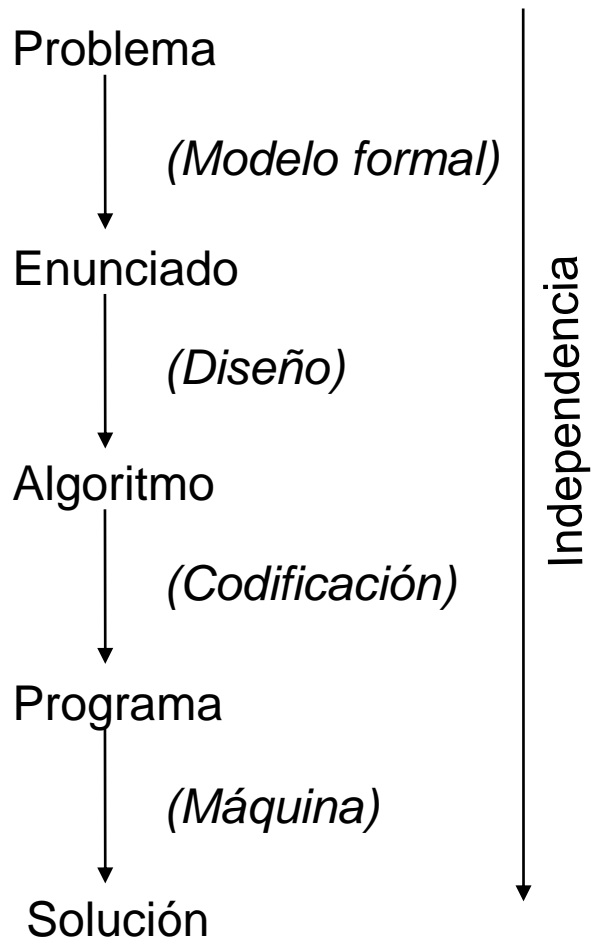 Problema
(Modelo formal)
Enunciado
(Diseño)
Algoritmo
(Codificación)
Programa
(Máquina)
Solución
Independencia